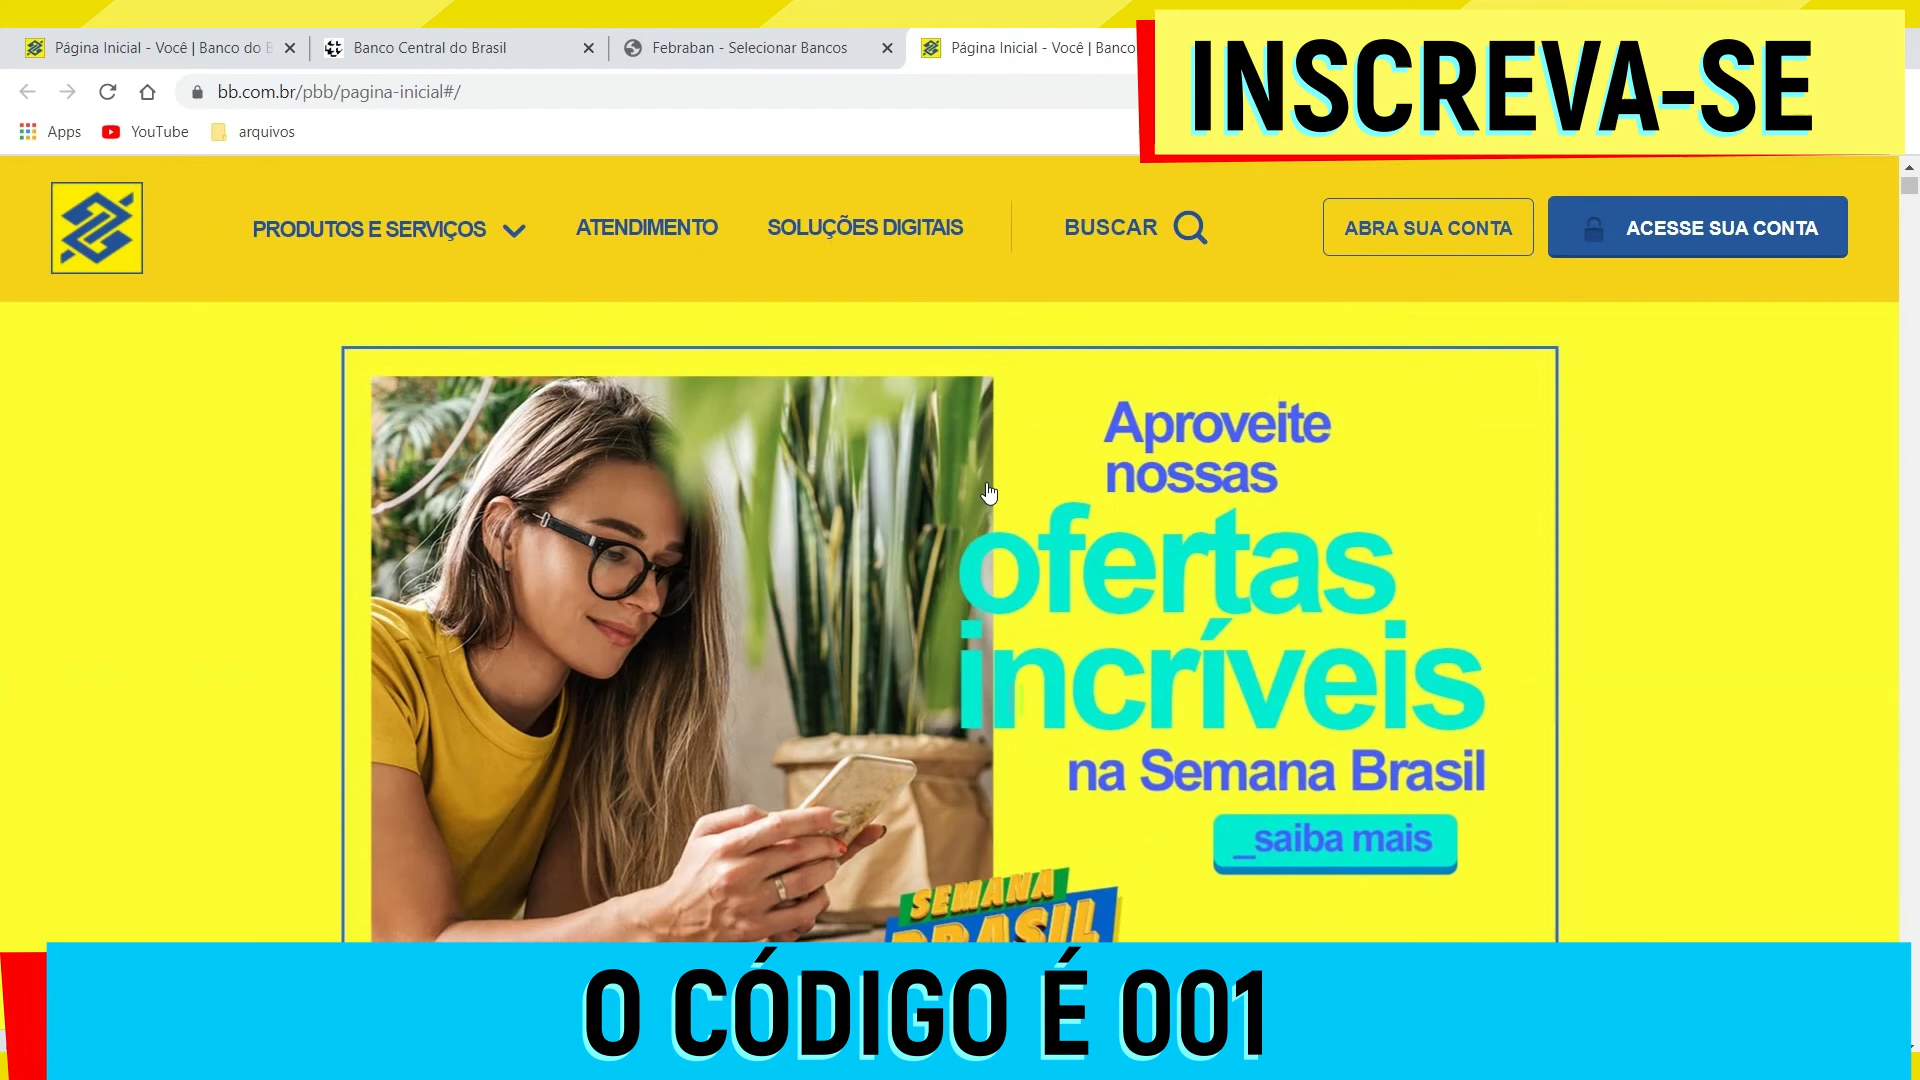 Página Inicial - Você | Banco do B
Banco Central do Brasil
Febraban - Selecionar Bancos
Página Inicial - Você | Banco
INSCREVA-SE
bb.com.br/pbb/pagina-inicial#/
Apps
YouTube
arquivos
PRODUTOS E SERVIÇOS
ATENDIMENTO
SOLUÇÕES DIGITAIS
BUSCAR
ABRA SUA CONTA
ACESSE SUA CONTA
Aproveite
nossas
ofertas
incríveis
na Semana Brasil
_saiba mais
SEMANA
BRASIL
O CÓDIGO É 001